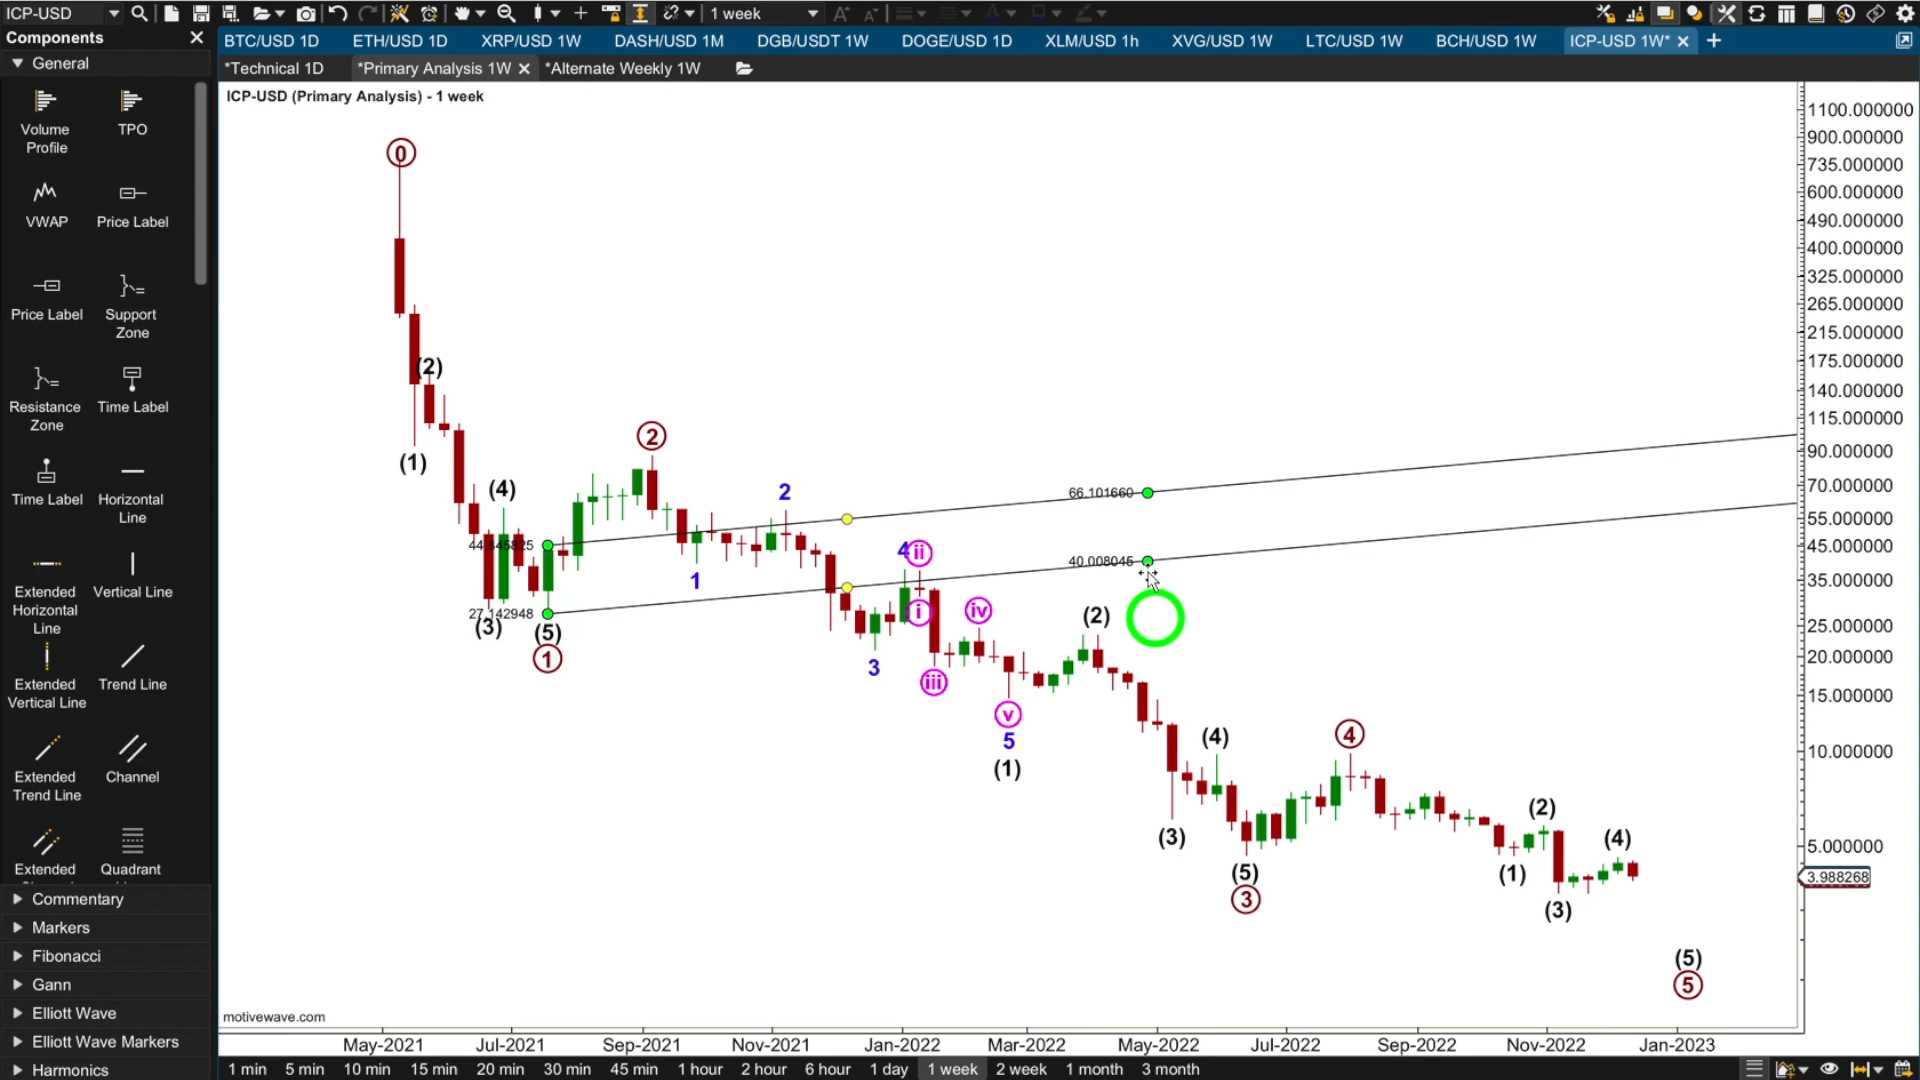 ICP-USD
1 week
Components
General
Volume Profile
TPO
VWAP
Price Label
Price Label
Support Zone
Resistance Zone
Time Label
Time Label
Horizontal Line
Extended Horizontal Line
Vertical Line
Extended Vertical Line
Trend Line
Extended Trend Line
Channel
Extended
Quadrant
Commentary
Markers
Fibonacci
Gann
Elliott Wave
Elliott Wave Markers
Harmonics
BTC/USD 1D
ETH/USD 1D
XRP/USD 1W
DASH/USD 1M
DGB/USDT 1W
DOGE/USD 1D
XLM/USD 1h
XVG/USD 1W
LTC/USD 1W
BCH/USD 1W
ICP-USD 1W*
*Technical 1D
*Primary Analysis 1W
*Alternate Weekly 1W
ICP-USD (Primary Analysis) - 1 week
0
(2)
(1)
(4)
(3)
(5)
1
2
1
2
3
4
ii
i
iii
iv
v
5
(1)
(2)
(3)
(4)
(5)
3
4
(1)
(2)
(3)
(4)
(5)
5
27.142948
66.101660
40.008045
1100.000000
900.000000
735.000000
600.000000
490.000000
400.000000
325.000000
265.000000
215.000000
175.000000
140.000000
115.000000
90.000000
70.000000
55.000000
45.000000
35.000000
25.000000
20.000000
15.000000
10.000000
5.000000
3.988268
motivewave.com
May-2021
Jul-2021
Sep-2021
Nov-2021
Jan-2022
Mar-2022
May-2022
Jul-2022
Sep-2022
Nov-2022
Jan-2023
1 min
5 min
10 min
15 min
20 min
30 min
45 min
1 hour
2 hour
6 hour
1 day
1 week
2 week
1 month
3 month